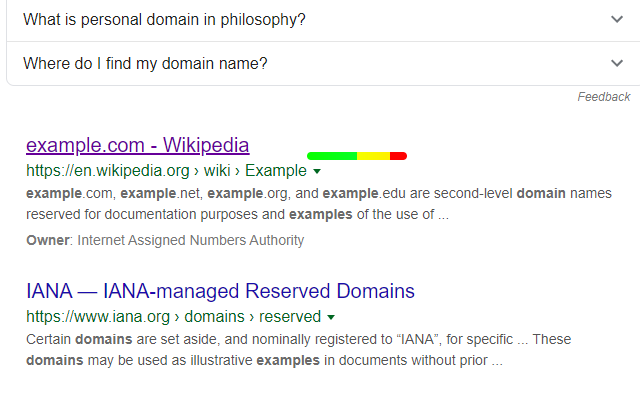 What is personal domain in philosophy?
Where do I find my domain name?
Feedback
example.com - Wikipedia
https://en.wikipedia.org › wiki › Example
example.com, example.net, example.org, and example.edu are second-level domain names
reserved for documentation purposes and examples of the use of ...
Owner: Internet Assigned Numbers Authority
IANA — IANA-managed Reserved Domains
https://www.iana.org › domains › reserved
Certain domains are set aside, and nominally registered to “IANA”, for specific ... These
domains may be used as illustrative examples in documents without prior ...